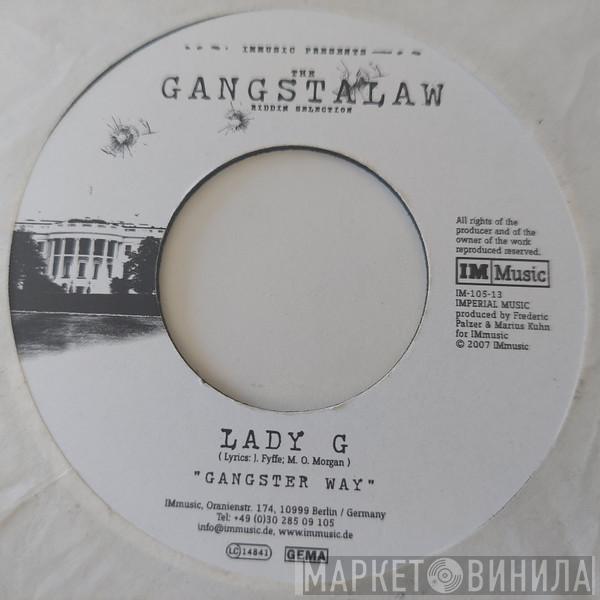 IMMUSIC PRESENTS
THE
GANGSTALAW
RIDDIM SELECTION
All rights of the
producer and of the
owner of the work
reproduced reserved.
IM Music
IM-105-13
IMPERIAL MUSIC
produced by Frederic
Palzer & Marius Kuhn
for IMmusic
© 2007 IMmusic
LADY G
( Lyrics: J. Fyffe; M. O. Morgan )
"GANGSTER WAY"
IMmusic, Oranienstr. 174, 10999 Berlin / Germany
Tel: +49 (0)30 285 09 105
info@immusic.de, www.immusic.de
LC 14841 GEMA
МАРКЕТ ВИНИЛА